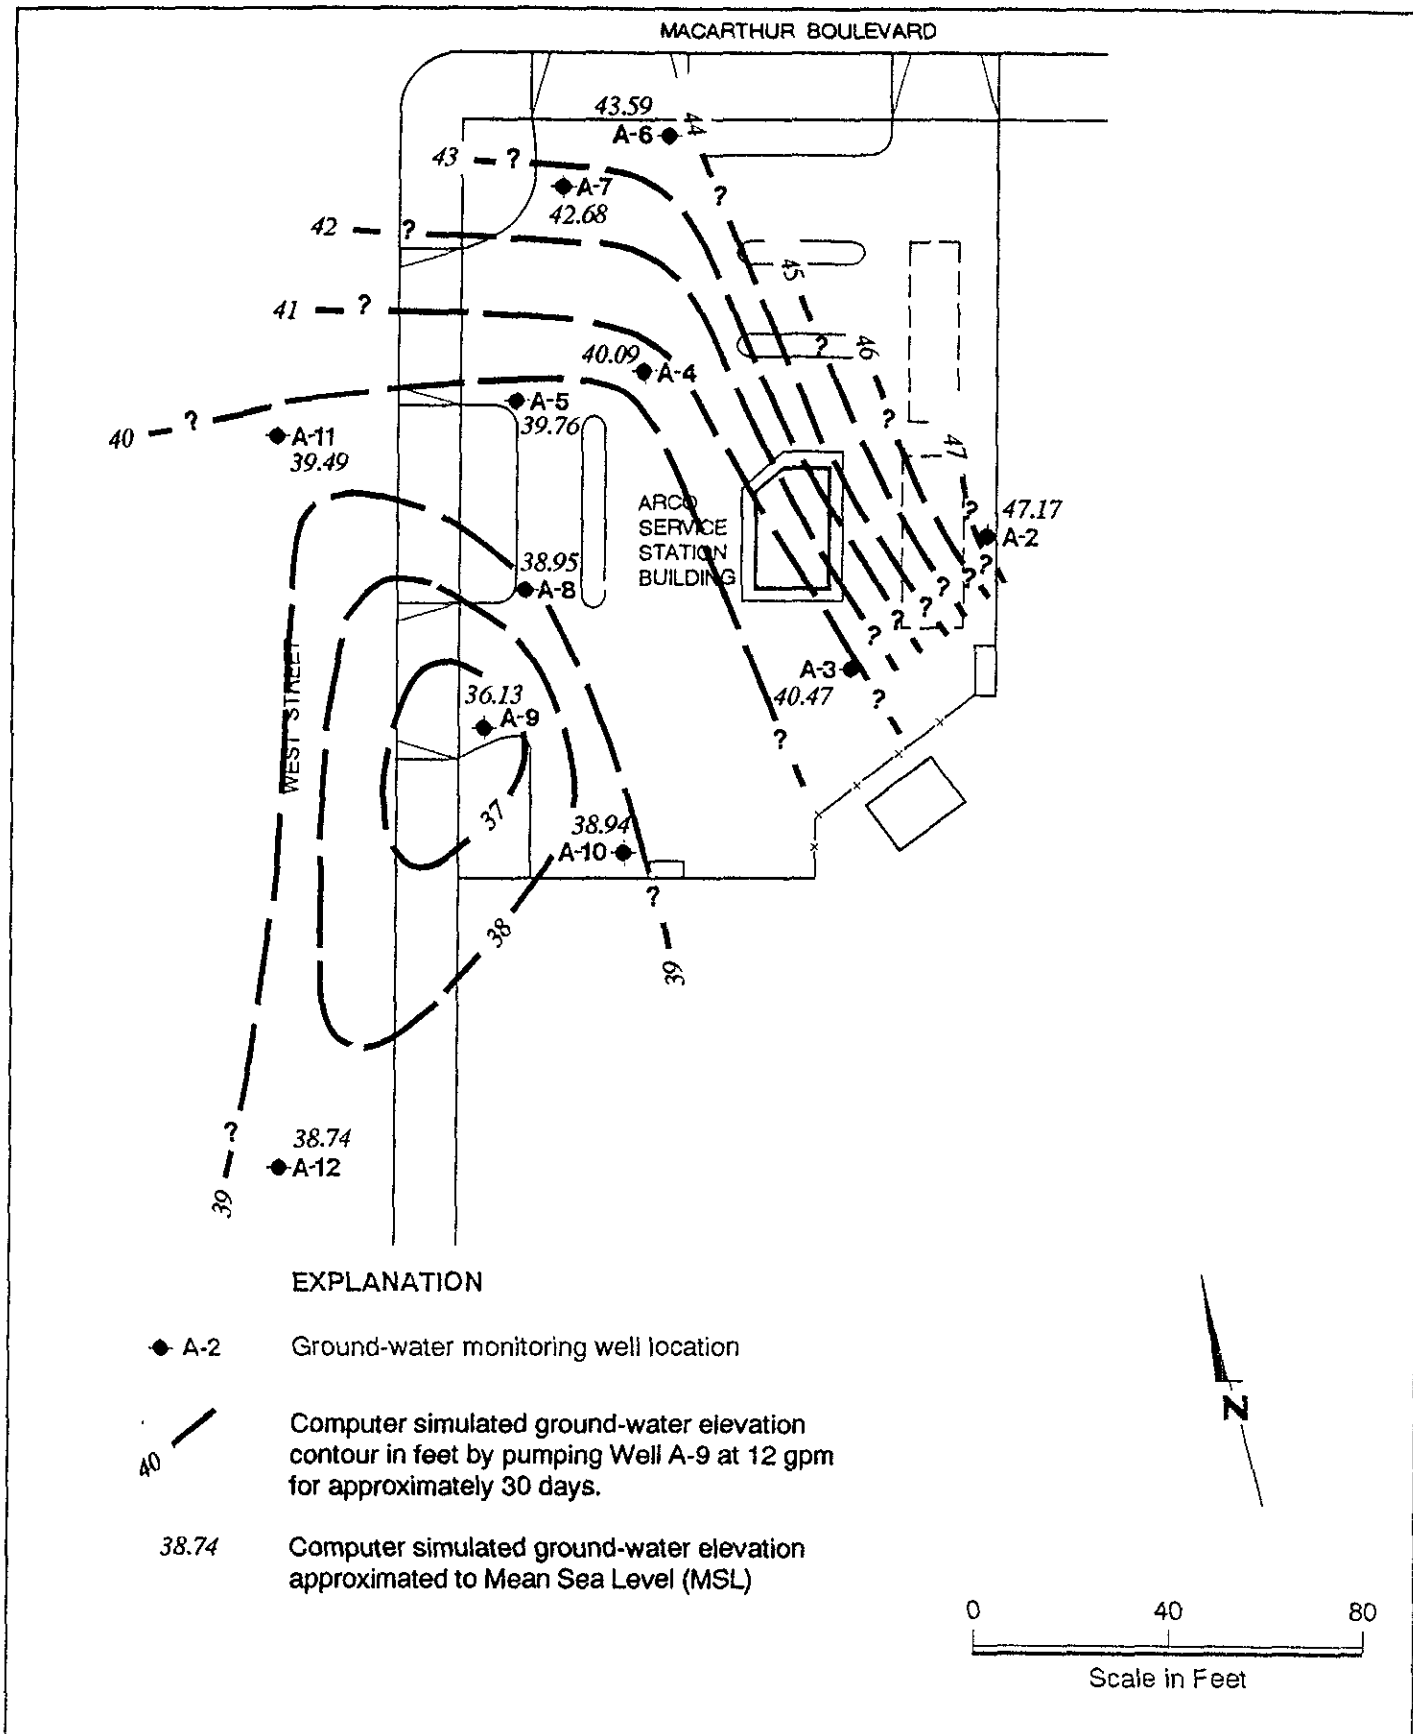 MACARTHUR BOULEVARD
43.59
A-6
44
43 ?
A-7
42.68
?
42 ?
45
41 ?
46
?
40.09
A-4
?
A-5
39.76
40 ?
A-11
39.49
47
ARCO
SERVICE
STATION
BUILDING
47.17
?
A-2
?
38.95
A-8
?
?
?
?
?
WEST STREET
A-3
40.47
?
36.13
A-9
?
37
38.94
A-10
?
38
39
?
38.74
A-12
39
EXPLANATION
A-2 Ground-water monitoring well location
40
Computer simulated ground-water elevation
contour in feet by pumping Well A-9 at 12 gpm
for approximately 30 days.
38.74 Computer simulated ground-water elevation
approximated to Mean Sea Level (MSL)
N
0 40 80
Scale in Feet